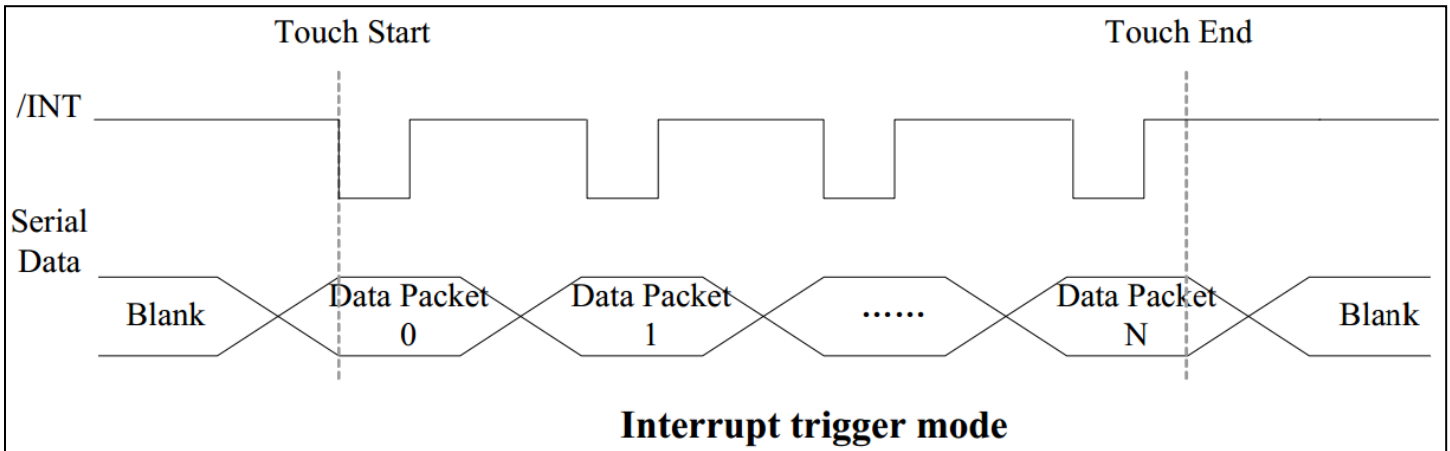 Touch Start
Touch End
/INT
Serial
Data
Blank
Data Packet
0
Data Packet
1
......
Data Packet
N
Blank
Interrupt trigger mode